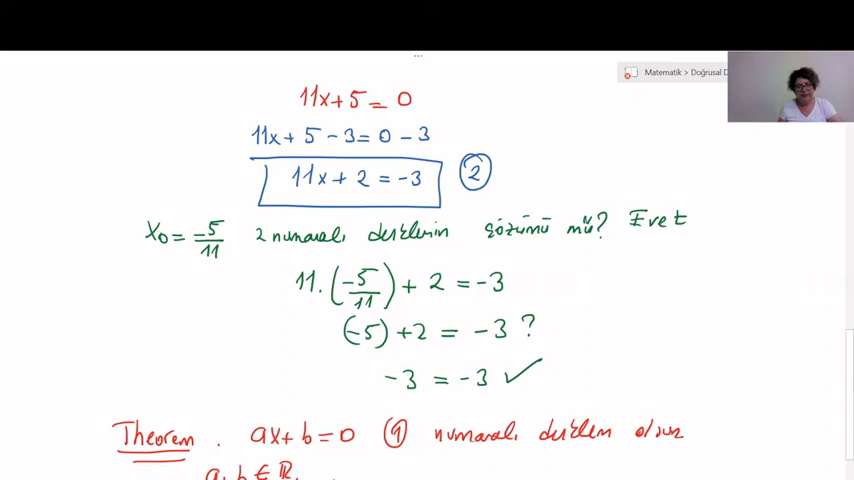 Matematik > Doğrusal D
11x+5=0
11x+5-3=0-3
11x+2=-3 ②
x₀=-5/11 2 numaralı denklemin çözümü mü? Evet
11.(-5/11)+2=-3
(-5)+2=-3?
-3=-3 ✓
Theorem. ax+b=0 ① numaralı denklem olsun
a,b∈ℝ,